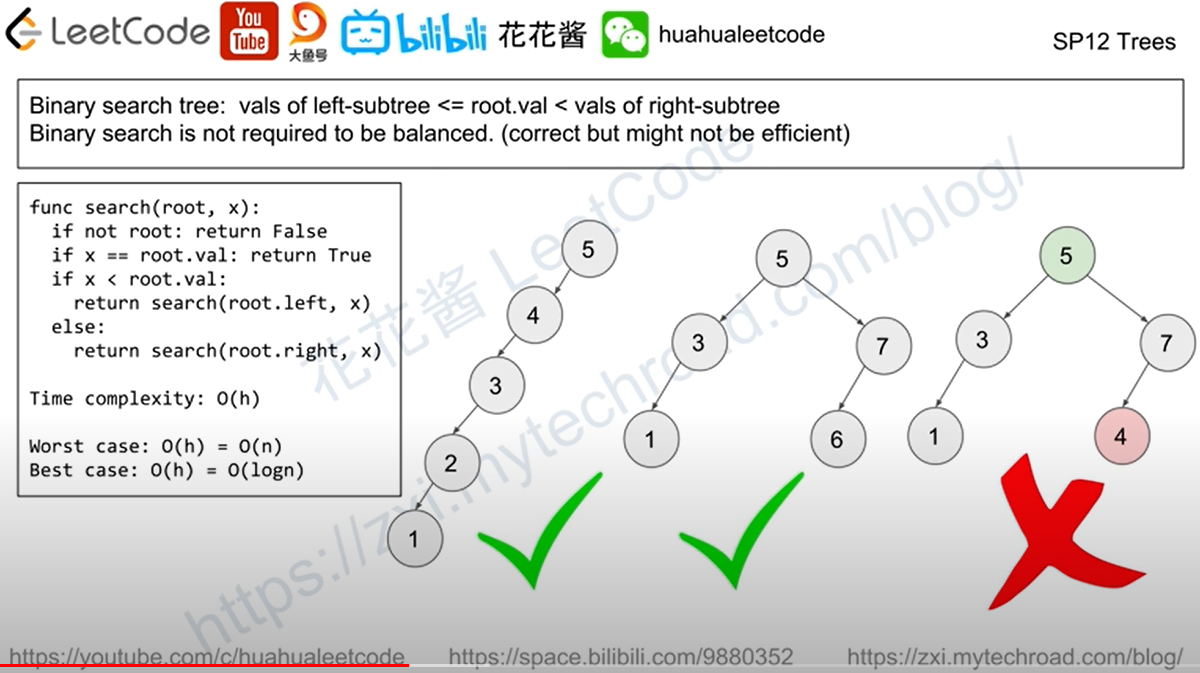 LeetCode
You
Tube
大鱼号
bilibili
花花酱
huahualeetcode
SP12 Trees
Binary search tree: vals of left-subtree <= root.val < vals of right-subtree
Binary search is not required to be balanced. (correct but might not be efficient)
func search(root, x):
if not root: return False
if x == root.val: return True
if x < root.val:
return search(root.left, x)
else:
return search(root.right, x)
Time complexity: O(h)
Worst case: O(h) = O(n)
Best case: O(h) = O(logn)
5
4
3
2
1
5
3
7
1
6
5
3
7
1
4
花花酱 LeetCode
https://zxi.mytechroad.com/blog/
https://youtube.com/c/huahualeetcode
https://space.bilibili.com/9880352
https://zxi.mytechroad.com/blog/